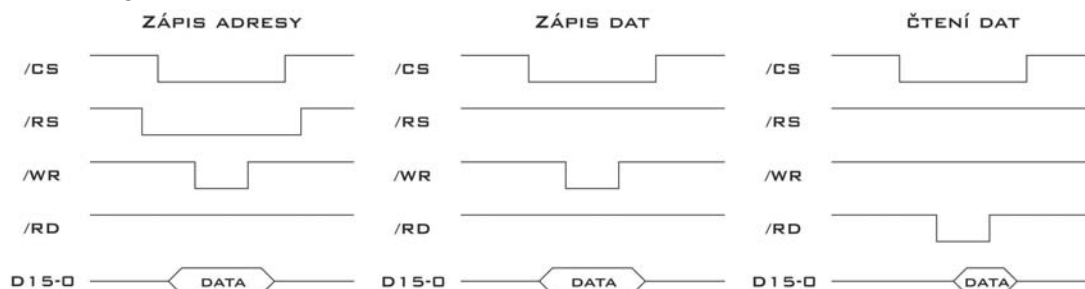 ZÁPIS ADRESY
/CS
/RS
/WR
/RD
D15-0 DATA
ZÁPIS DAT
/CS
/RS
/WR
/RD
D15-0 DATA
ČTENÍ DAT
/CS
/RS
/WR
/RD
D15-0 DATA